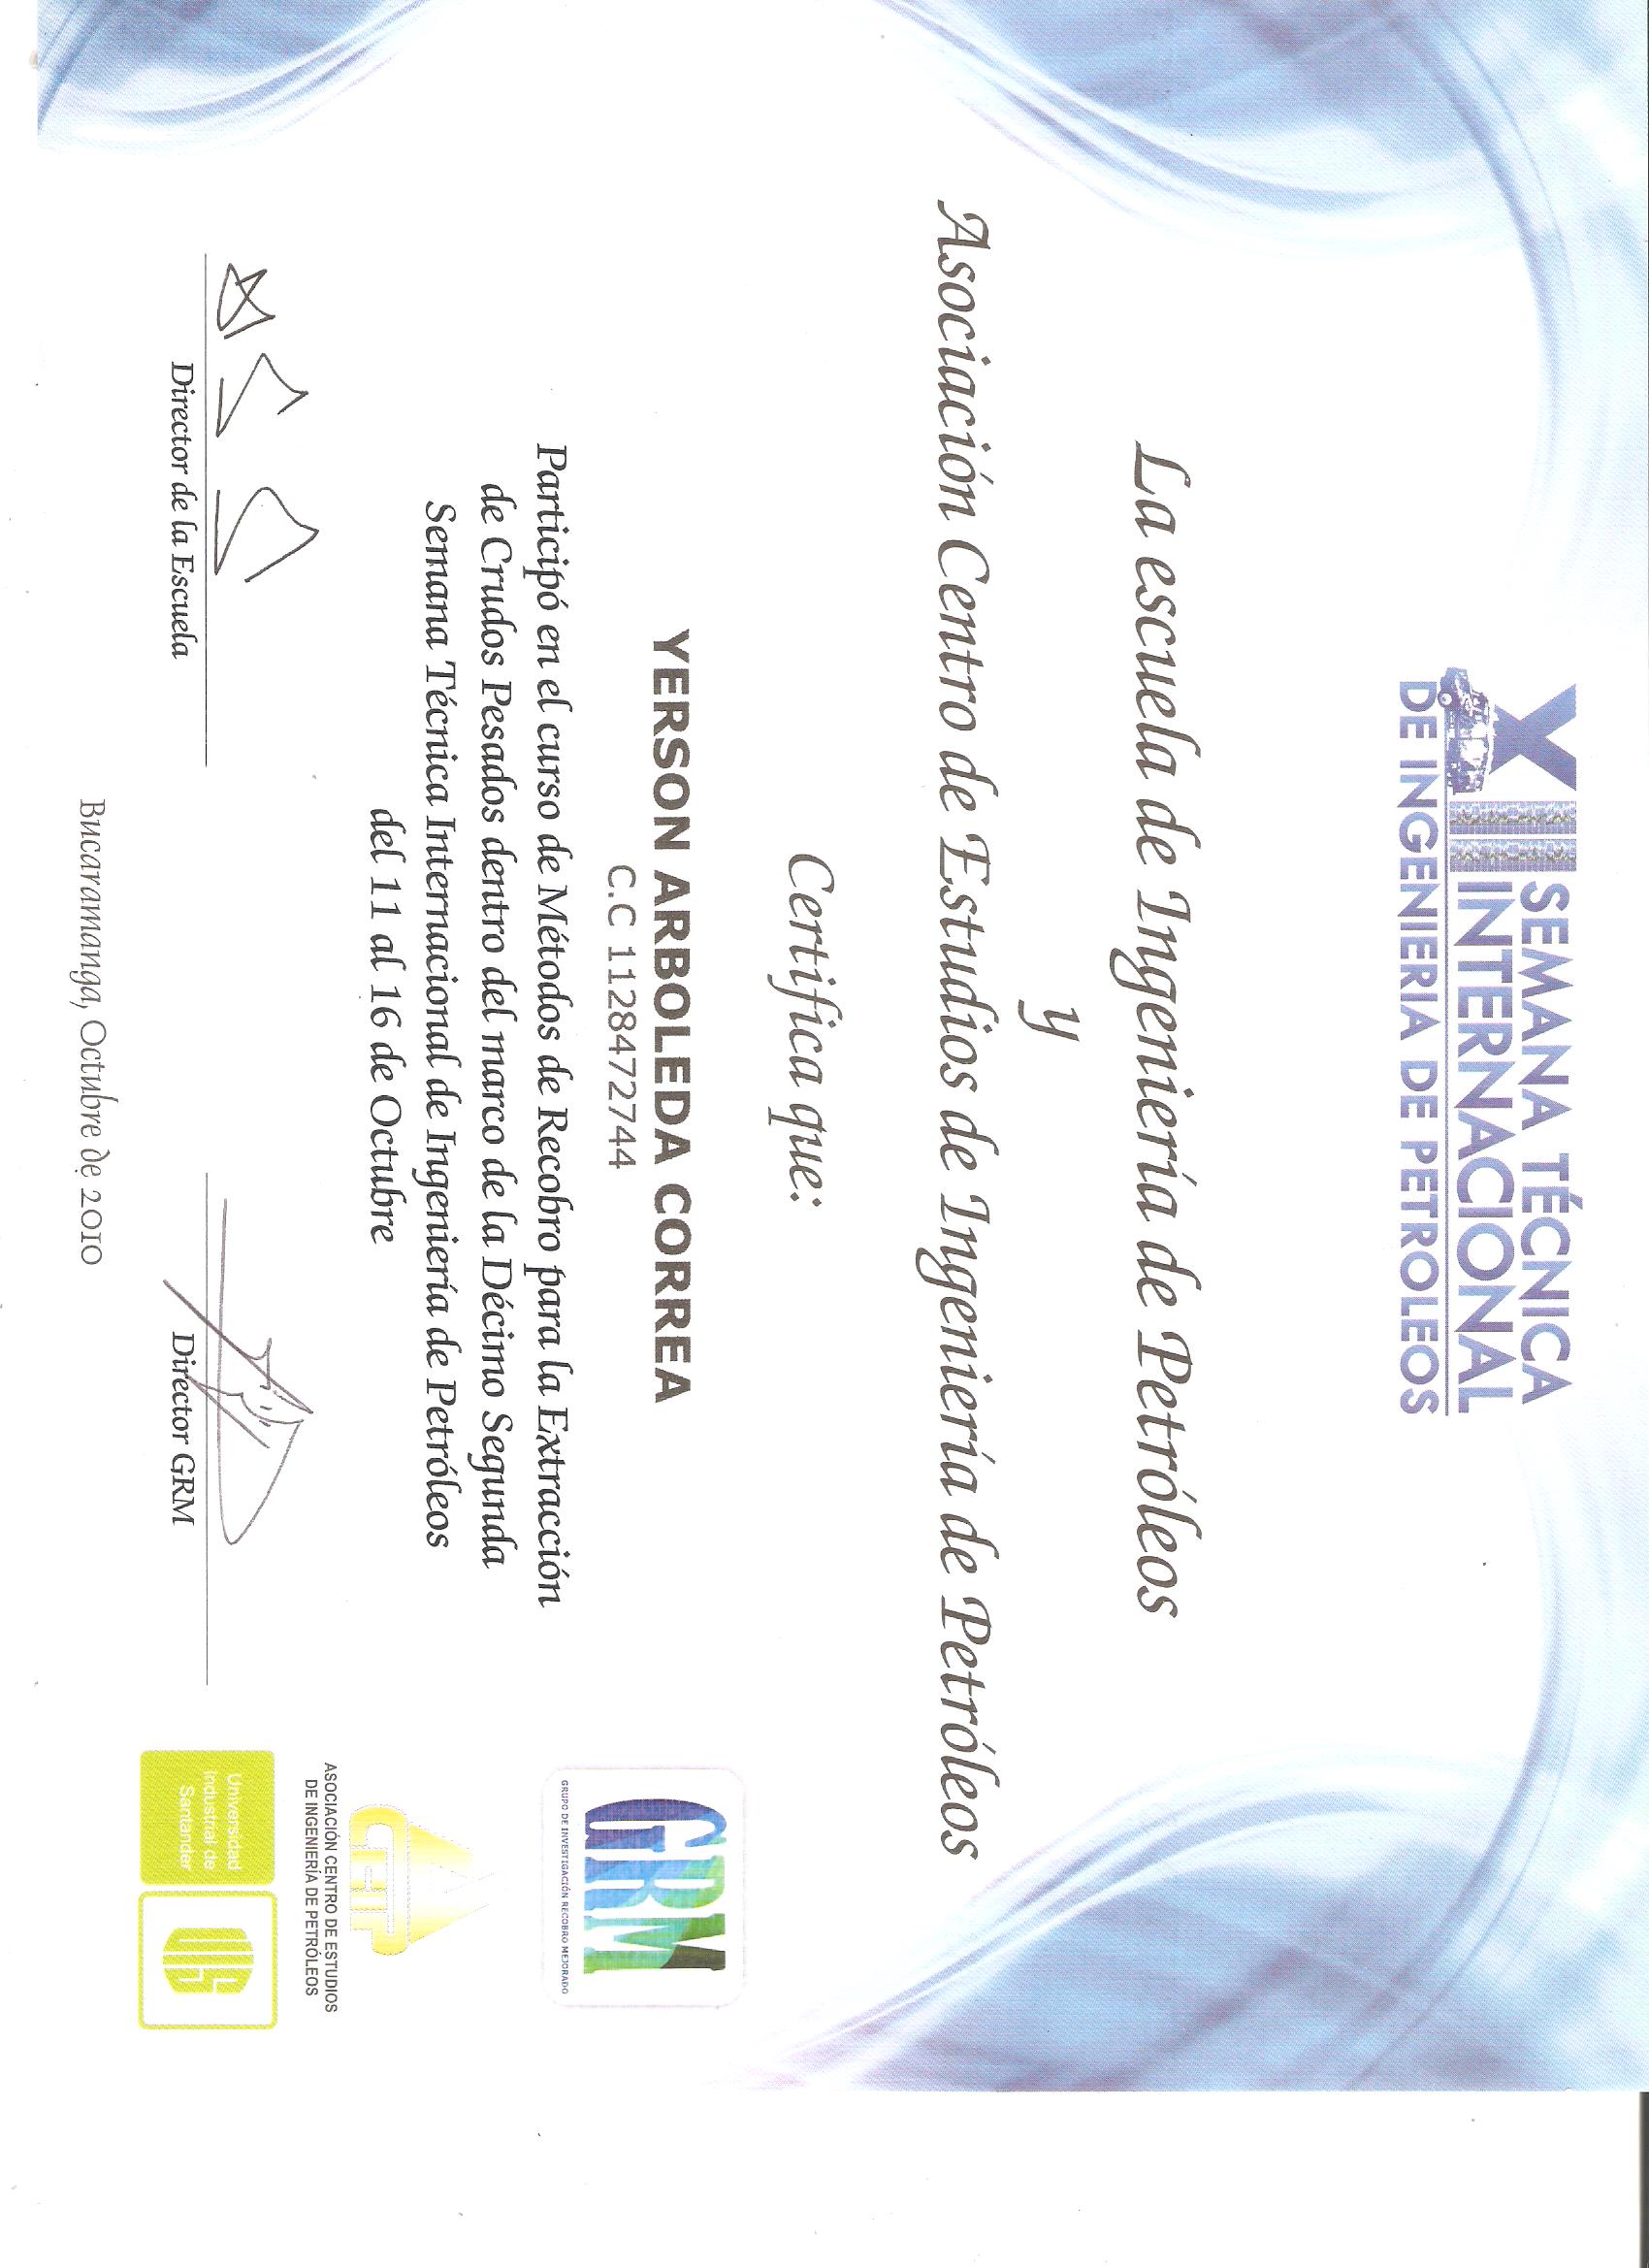 XII SEMANA TÉCNICA
INTERNACIONAL
DE INGENIERIA DE PETROLEOS
La escuela de Ingeniería de Petróleos
y
Asociación Centro de Estudios de Ingeniería de Petróleos
Certifica que:
YERSON ARBOLEDA CORREA
C.C 1128472744
Participó en el curso de Métodos de Recobro para la Extracción
de Crudos Pesados dentro del marco de la Décimo Segunda
Semana Técnica Internacional de Ingeniería de Petróleos
del 11 al 16 de Octubre
Director de la Escuela
Director GRM
Bucaramanga, Octubre de 2010
GRM
GRUPO DE INVESTIGACIÓN RECOBRO MEJORADO
CEIP
ASOCIACIÓN CENTRO DE ESTUDIOS
DE INGENIERÍA DE PETRÓLEOS
Universidad
Industrial de
Santander
UIS